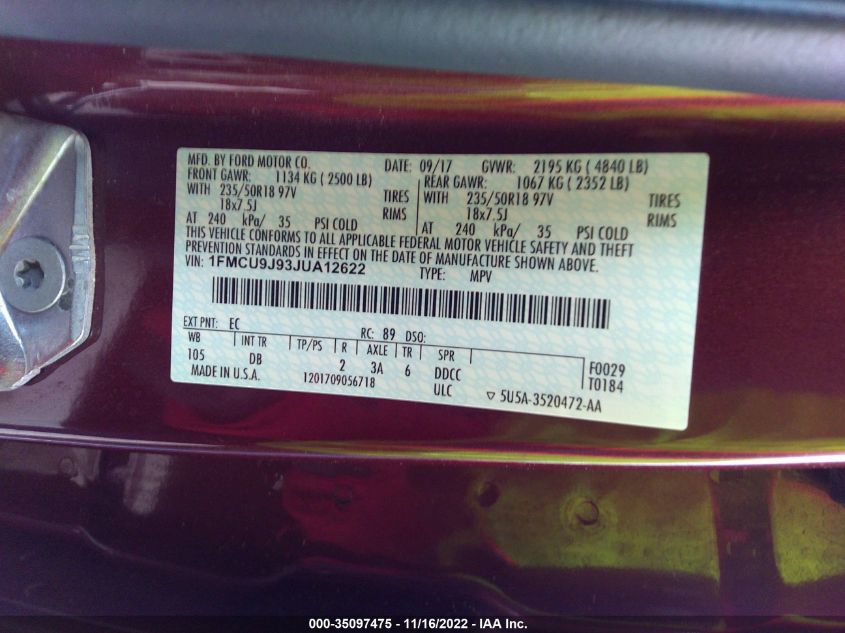 MFD. BY FORD MOTOR CO. DATE: 09/17 GVWR: 2195 KG ( 4840 LB)
FRONT GAWR: 1134 KG ( 2500 LB) REAR GAWR: 1067 KG ( 2352 LB)
WITH 235/50R18 97V TIRES WITH 235/50R18 97V TIRES
18x7.5J RIMS 18x7.5J RIMS
AT 240 kPa/ 35 PSI COLD AT 240 kPa/ 35 PSI COLD
THIS VEHICLE CONFORMS TO ALL APPLICABLE FEDERAL MOTOR VEHICLE SAFETY AND THEFT
PREVENTION STANDARDS IN EFFECT ON THE DATE OF MANUFACTURE SHOWN ABOVE.
VIN: 1FMCU9J93JUA12622 TYPE: MPV
EXT PNT: EC RC: 89 DSO:
WB INT TR TP/PS R AXLE TR SPR F0029
105 DB 2 3A 6 DDCC T0184
MADE IN U.S.A. 1201709056718 ULC ▽ 5U5A-3520472-AA
000-35097475 - 11/16/2022 - IAA Inc.